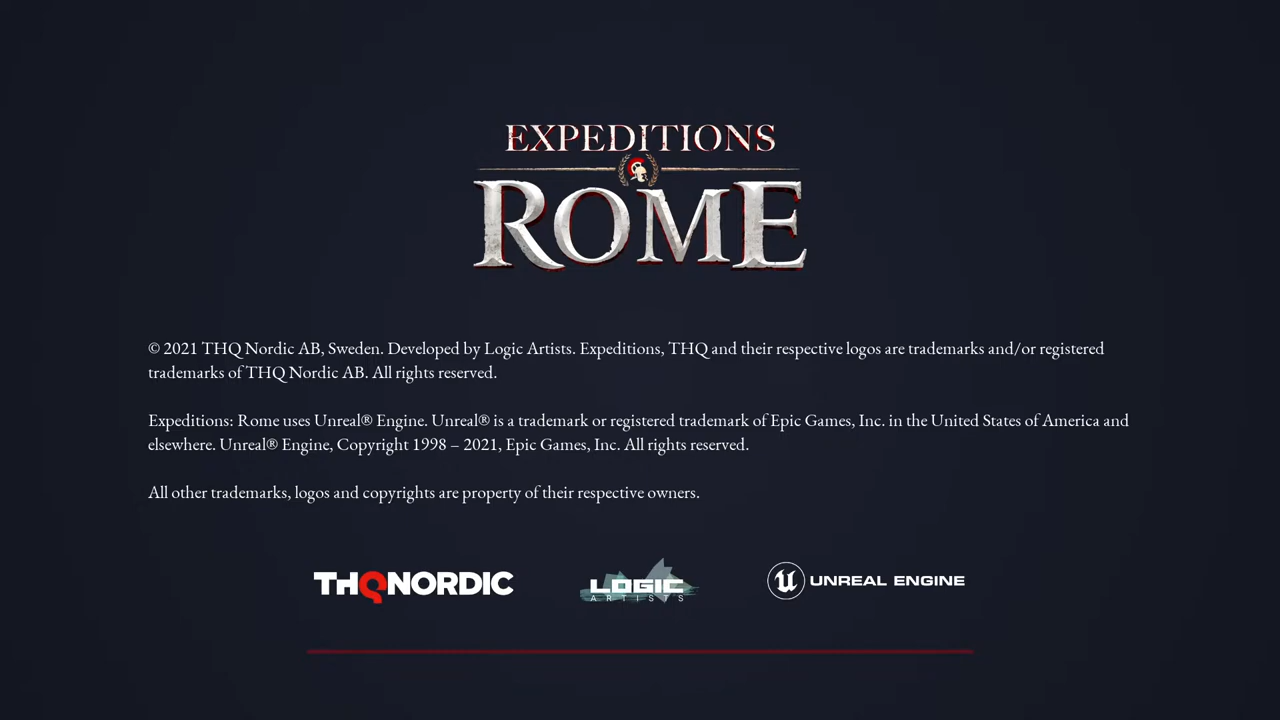 EXPEDITIONS
ROME
© 2021 THQ Nordic AB, Sweden. Developed by Logic Artists. Expeditions, THQ and their respective logos are trademarks and/or registered
trademarks of THQ Nordic AB. All rights reserved.
Expeditions: Rome uses Unreal® Engine. Unreal® is a trademark or registered trademark of Epic Games, Inc. in the United States of America and
elsewhere. Unreal® Engine, Copyright 1998 – 2021, Epic Games, Inc. All rights reserved.
All other trademarks, logos and copyrights are property of their respective owners.
THQNORDIC
LOGIC
ARTISTS
UNREAL ENGINE